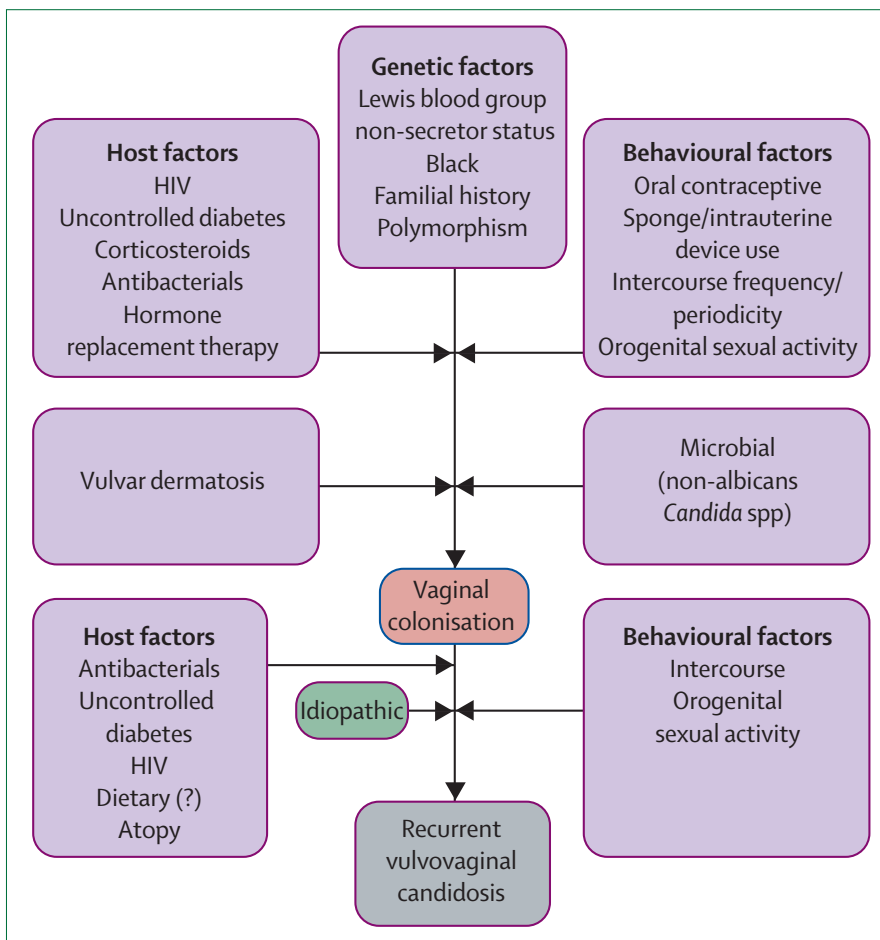 Genetic factors
Lewis blood group
non-secretor status
Black
Familial history
Polymorphism
Host factors
HIV
Uncontrolled diabetes
Corticosteroids
Antibacterials
Hormone
replacement therapy
Behavioural factors
Oral contraceptive
Sponge/intrauterine
device use
Intercourse frequency/
periodicity
Orogenital sexual activity
Vulvar dermatosis
Microbial
(non-albicans
Candida spp)
Vaginal
colonisation
Host factors
Antibacterials
Uncontrolled
diabetes
HIV
Dietary (?)
Atopy
Idiopathic
Behavioural factors
Intercourse
Orogenital
sexual activity
Recurrent
vulvovaginal
candidosis